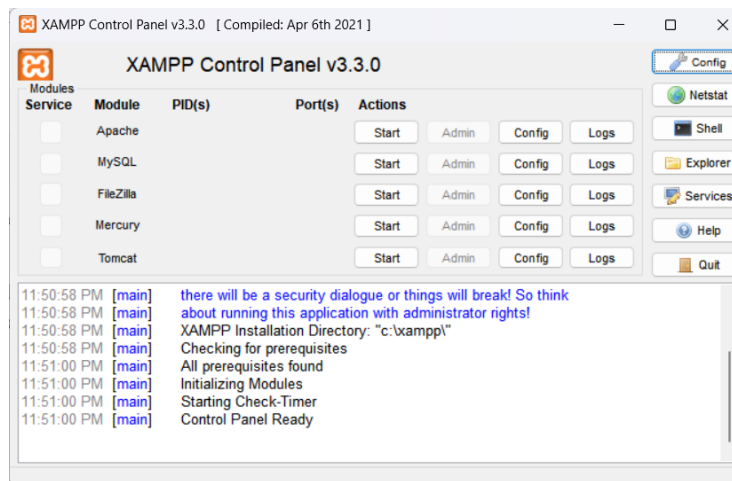 XAMPP Control Panel v3.3.0 [ Compiled: Apr 6th 2021 ]
XAMPP Control Panel v3.3.0
Config
Modules
Service Module PID(s) Port(s) Actions
Netstat
Apache Start Admin Config Logs
Shell
MySQL Start Admin Config Logs
Explorer
FileZilla Start Admin Config Logs
Services
Mercury Start Admin Config Logs
Help
Tomcat Start Admin Config Logs
Quit
11:50:58 PM [main] there will be a security dialogue or things will break! So think
11:50:58 PM [main] about running this application with administrator rights!
11:50:58 PM [main] XAMPP Installation Directory: "c:\xampp\"
11:50:58 PM [main] Checking for prerequisites
11:51:00 PM [main] All prerequisites found
11:51:00 PM [main] Initializing Modules
11:51:00 PM [main] Starting Check-Timer
11:51:00 PM [main] Control Panel Ready